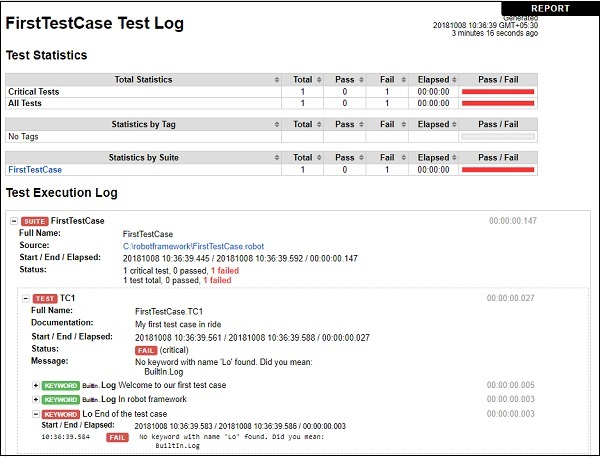 REPORT
FirstTestCase Test Log
Generated
20181008 10:36:39 GMT+05:30
3 minutes 16 seconds ago
Test Statistics
Total Statistics Total Pass Fail Elapsed Pass / Fail
Critical Tests 1 0 1 00:00:00
All Tests 1 0 1 00:00:00
Statistics by Tag Total Pass Fail Elapsed Pass / Fail
No Tags
Statistics by Suite Total Pass Fail Elapsed Pass / Fail
FirstTestCase 1 0 1 00:00:00
Test Execution Log
SUITE FirstTestCase 00:00:00.147
Full Name: FirstTestCase
Source: C:\robotframework\FirstTestCase.robot
Start / End / Elapsed: 20181008 10:36:39.445 / 20181008 10:36:39.592 / 00:00:00.147
Status: 1 critical test, 0 passed, 1 failed
1 test total, 0 passed, 1 failed
TEST TC1 00:00:00.027
Full Name: FirstTestCase.TC1
Documentation: My first test case in ride
Start / End / Elapsed: 20181008 10:36:39.561 / 20181008 10:36:39.588 / 00:00:00.027
Status: FAIL (critical)
Message: No keyword with name 'Lo' found. Did you mean:
BuiltIn.Log
KEYWORD BuiltIn.Log Welcome to our first test case 00:00:00.005
KEYWORD BuiltIn.Log In robot framework 00:00:00.003
KEYWORD Lo End of the test case 00:00:00.003
Start / End / Elapsed: 20181008 10:36:39.583 / 20181008 10:36:39.586 / 00:00:00.003
10:36:39.584 FAIL No keyword with name 'Lo' found. Did you mean:
BuiltIn.Log